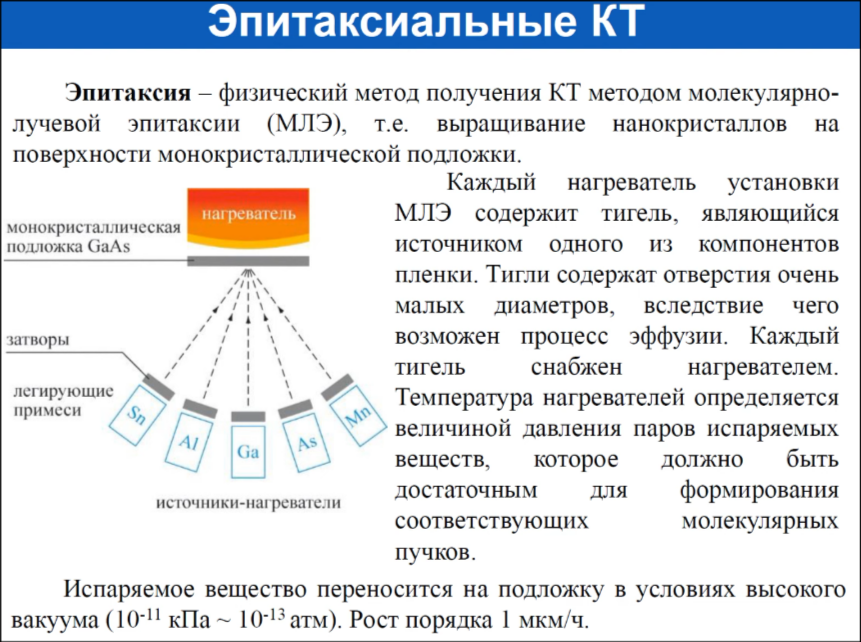 Эпитаксиальные КТ
Эпитаксия – физический метод получения КТ методом молекулярно-
лучевой эпитаксии (МЛЭ), т.е. выращивание нанокристаллов на
поверхности монокристаллической подложки.
нагреватель
монокристаллическая
подложка GaAs
затворы
легирующие
примеси
Sn
Al
Ga
As
Mn
источники-нагреватели
Каждый нагреватель установки
МЛЭ содержит тигель, являющийся
источником одного из компонентов
пленки. Тигли содержат отверстия очень
малых диаметров, вследствие чего
возможен процесс эффузии. Каждый
тигель снабжен нагревателем.
Температура нагревателей определяется
величиной давления паров испаряемых
веществ, которое должно быть
достаточным для формирования
соответствующих молекулярных
пучков.
Испаряемое вещество переносится на подложку в условиях высокого
вакуума (10⁻¹¹ кПа ~ 10⁻¹³ атм). Рост порядка 1 мкм/ч.